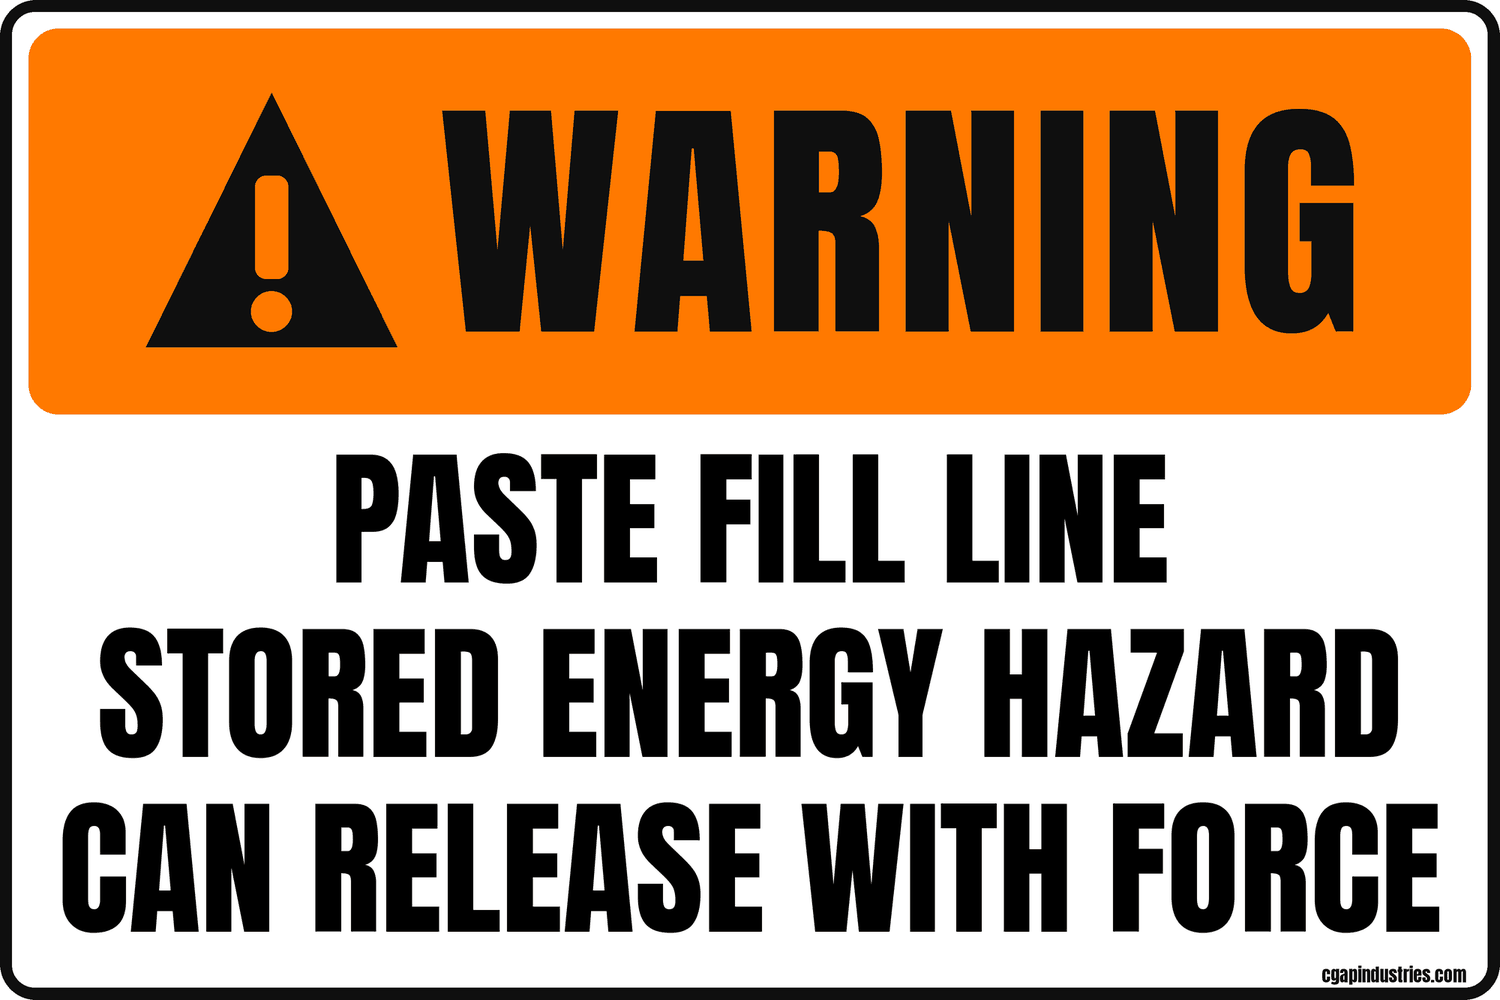 WARNING
PASTE FILL LINE
STORED ENERGY HAZARD
CAN RELEASE WITH FORCE
cgapindustries.com